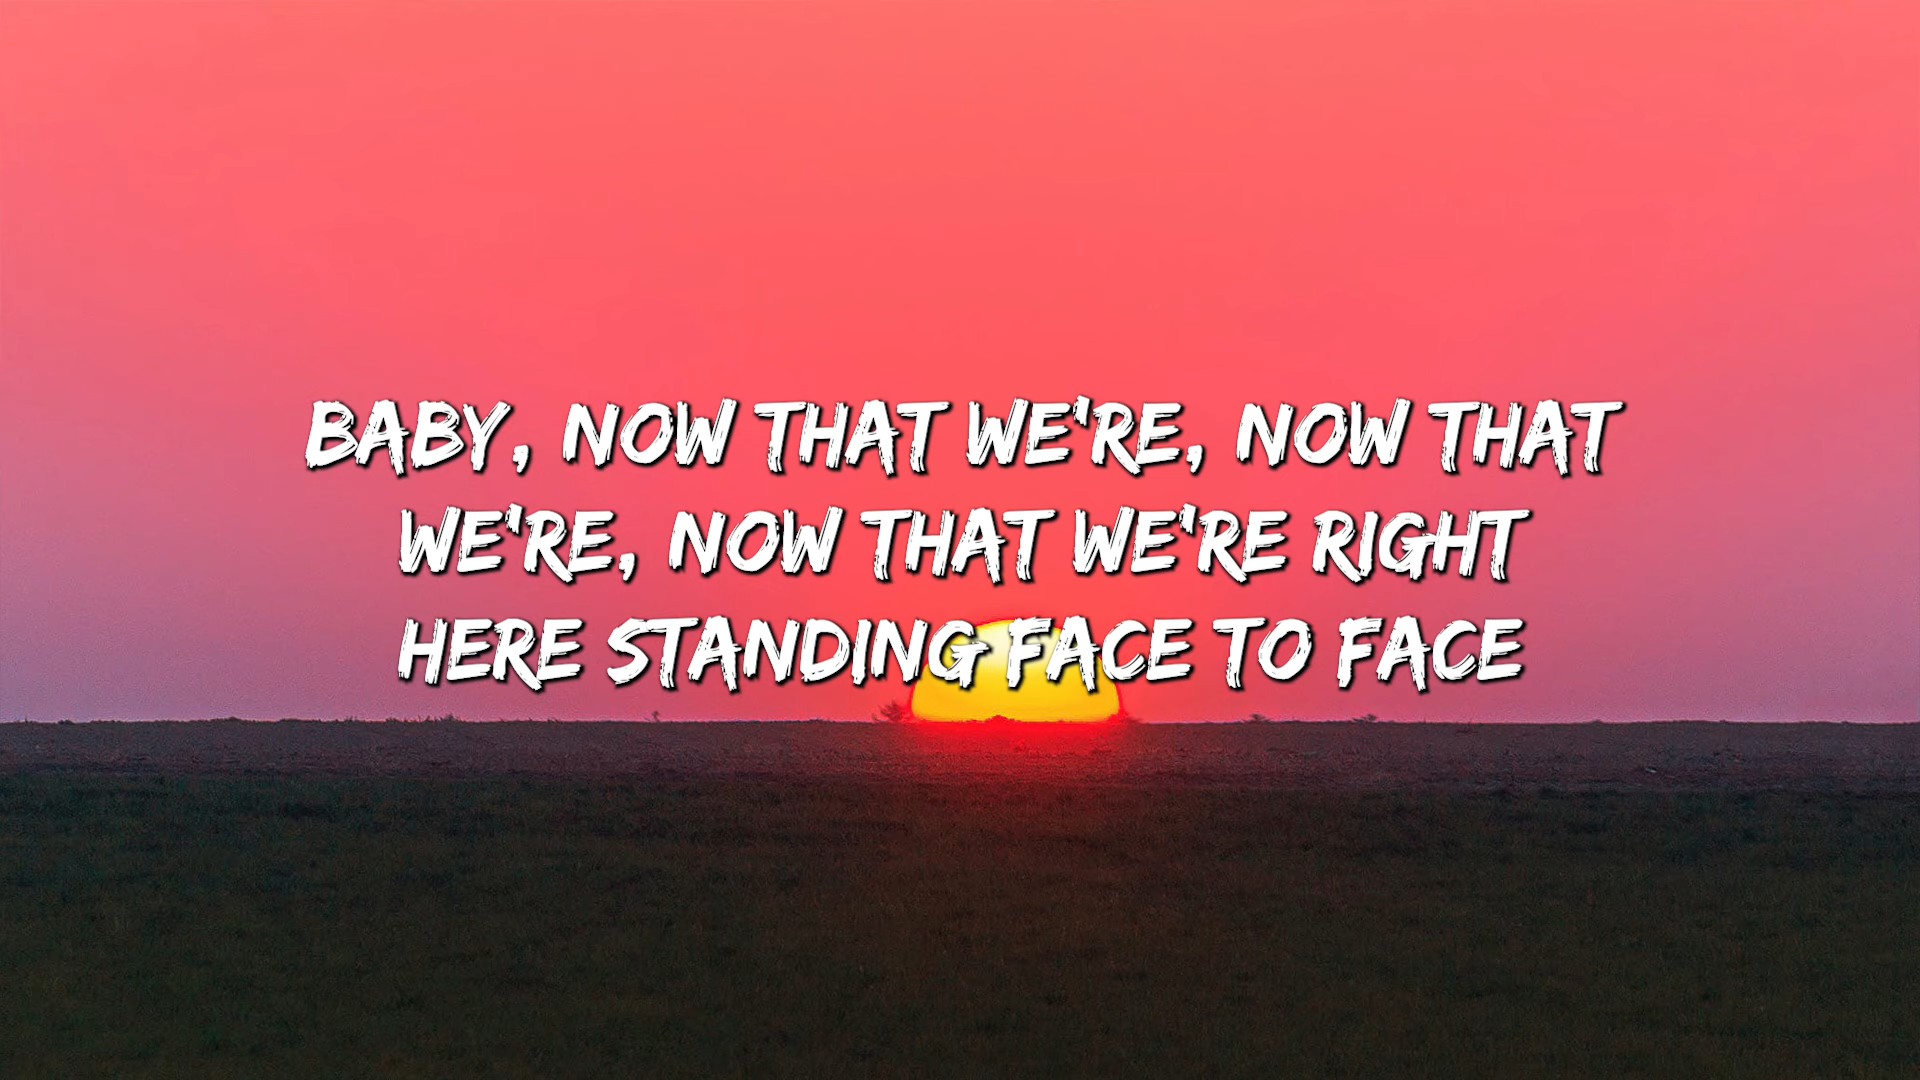 BABY, NOW THAT WE'RE, NOW THAT
WE'RE, NOW THAT WE'RE RIGHT
HERE STANDING FACE TO FACE